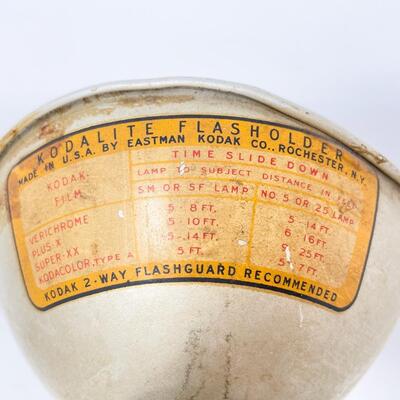 KODALITE FLASHOLDER
MADE IN U.S.A. BY EASTMAN KODAK CO., ROCHESTER, N.Y.
KODAK FILM
TIME SLIDE DOWN
LAMP TO SUBJECT DISTANCE IN
SM OR SF LAMP NO. 5 OR 25 LAMP
VERICHROME 5-8 FT. 5-14 FT.
PLUS-X 5-10 FT. 6-16 FT.
SUPER-XX 5-14 FT. 9-25 FT.
KODACOLOR, TYPE A 5 FT. 5-7 FT.
KODAK 2-WAY FLASHGUARD RECOMMENDED